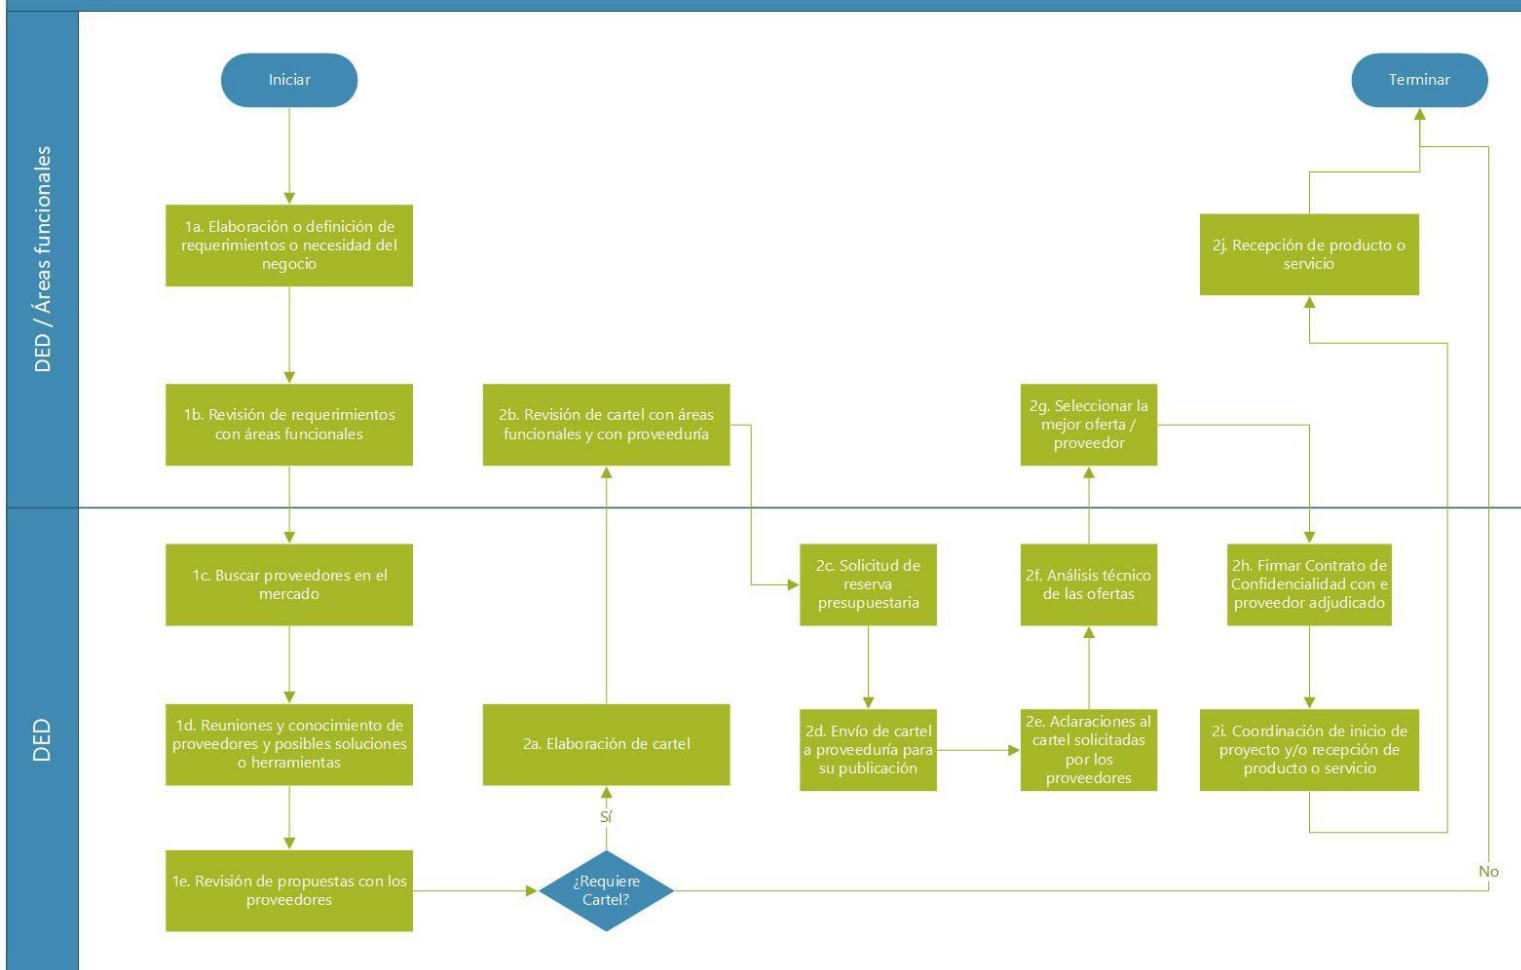 DED / Áreas funcionales
Iniciar
Terminar
1a. Elaboración o definición de
requerimientos o necesidad del
negocio
2j. Recepción de producto o
servicio
1b. Revisión de requerimientos
con áreas funcionales
2b. Revisión de cartel con áreas
funcionales y con proveeduría
2g. Seleccionar la
mejor oferta /
proveedor
DED
1c. Buscar proveedores en el
mercado
2c. Solicitud de
reserva
presupuestaria
2f. Análisis técnico
de las ofertas
2h. Firmar Contrato de
Confidencialidad con e
proveedor adjudicado
1d. Reuniones y conocimiento de
proveedores y posibles soluciones
o herramientas
2a. Elaboración de cartel
2d. Envío de cartel
a proveeduría para
su publicación
2e. Aclaraciones al
cartel solicitadas
por los
proveedores
2i. Coordinación de inicio de
proyecto y/o recepción de
producto o servicio
Sí
1e. Revisión de propuestas con los
proveedores
¿Requiere
Cartel?
No